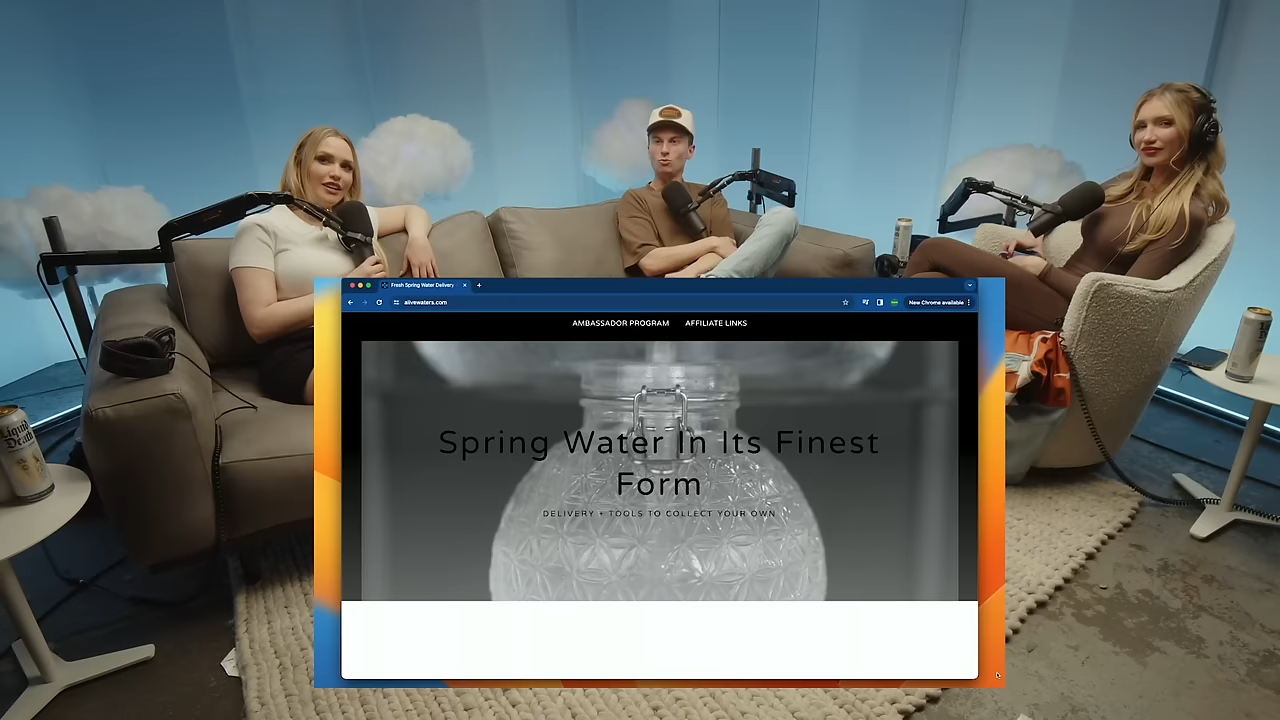 Fresh Spring Water Delivery
alivewaters.com
New Chrome available
AMBASSADOR PROGRAM AFFILIATE LINKS
Spring Water In Its Finest
Form
DELIVERY + TOOLS TO COLLECT YOUR OWN
Liquid
Death